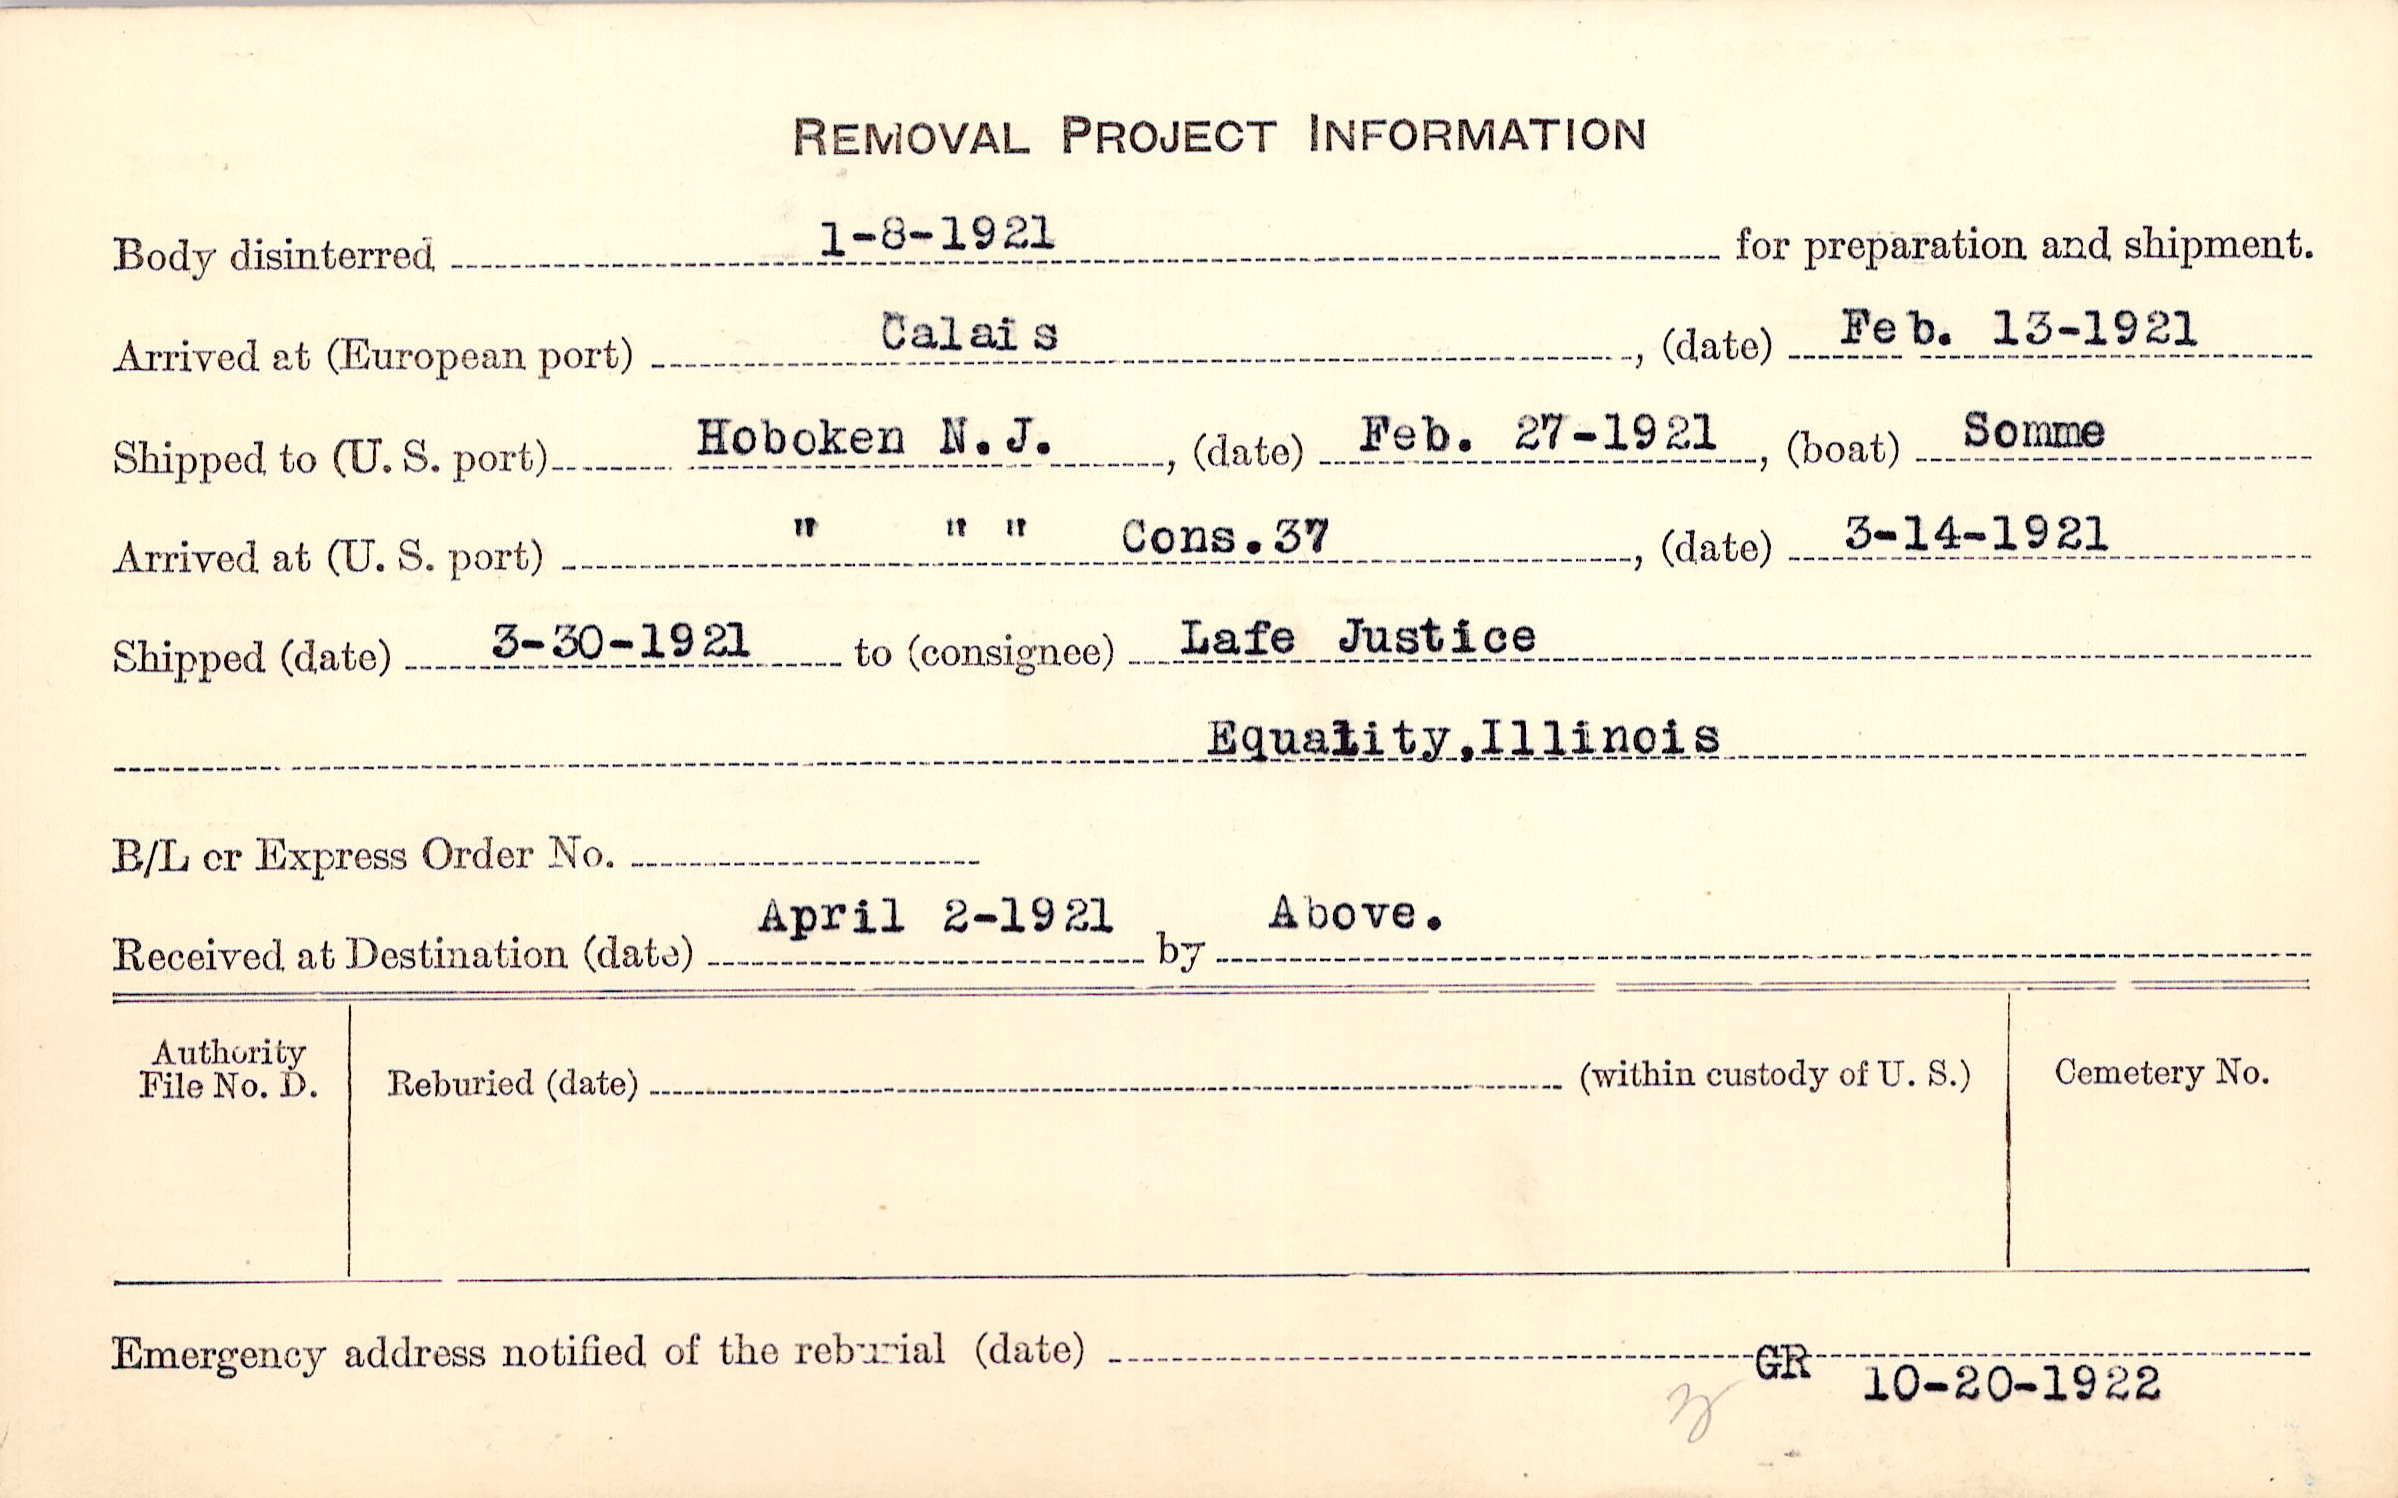 REMOVAL PROJECT INFORMATION
Body disinterred 1-8-1921 for preparation and shipment.
Arrived at (European port) Calais, (date) Feb. 13-1921
Shipped to (U. S. port) Hoboken N.J., (date) Feb. 27-1921, (boat) Somme
Arrived at (U. S. port) " " " Cons.37, (date) 3-14-1921
Shipped (date) 3-30-1921 to (consignee) Lafe Justice
Equality,Illinois
B/L or Express Order No.
Received at Destination (date) April 2-1921 by Above.
Authority File No. D. Reburied (date) (within custody of U. S.) Cemetery No.
Emergency address notified of the reburial (date) GR 10-20-1922